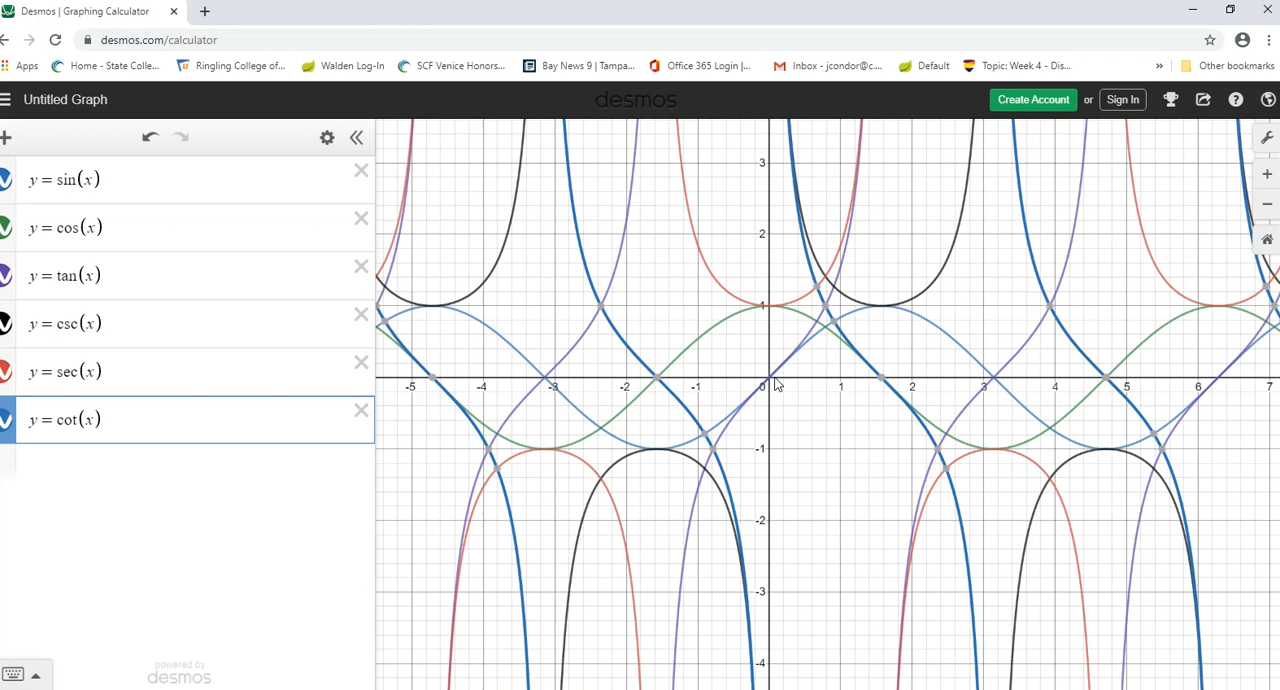 Desmos | Graphing Calculator
desmos.com/calculator
Apps Home - State Colle... Ringling College of... Walden Log-In SCF Venice Honors... Bay News 9 | Tampa... Office 365 Login |... Inbox - jcondor@c... Default Topic: Week 4 - Dis... » Other bookmarks
Untitled Graph desmos Create Account or Sign In
y = sin(x)
y = cos(x)
y = tan(x)
y = csc(x)
y = sec(x)
y = cot(x)
3
2
1
-5 -4 -3 -2 -1 0 1 2 3 4 5 6 7
-1
-2
-3
-4
powered by
desmos